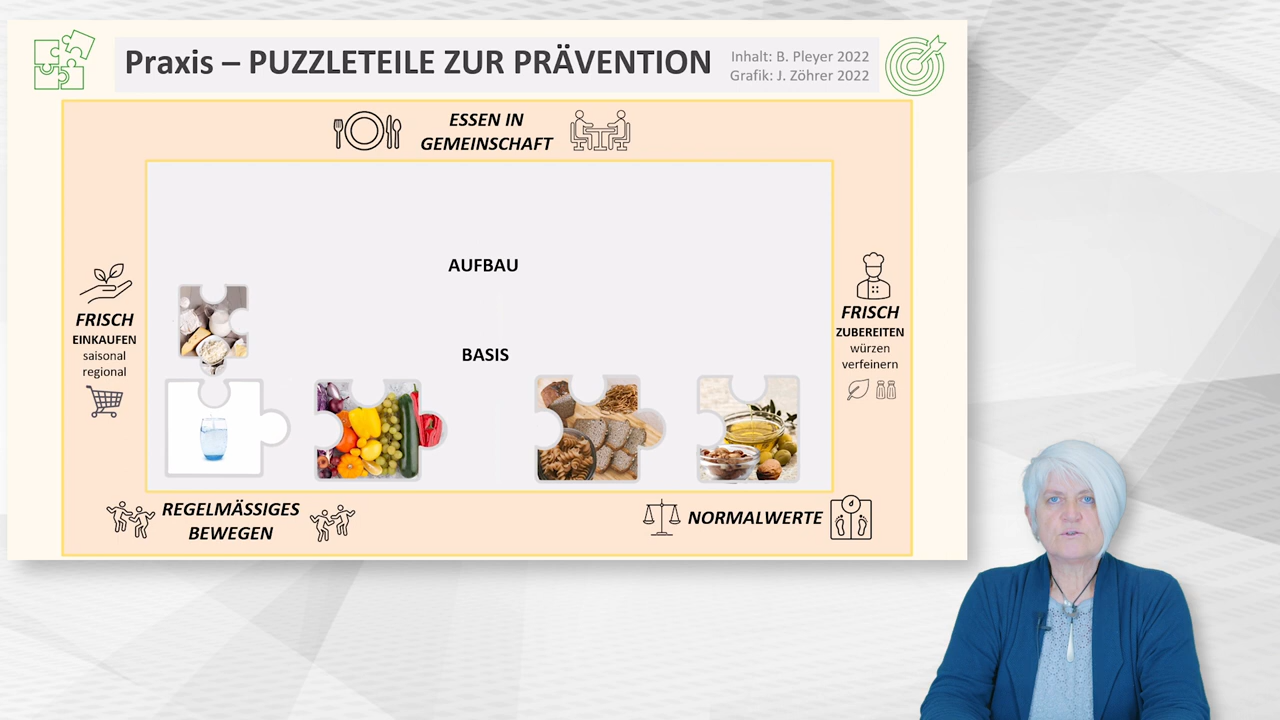 Praxis – PUZZLETEILE ZUR PRÄVENTION
Inhalt: B. Pleyer 2022
Grafik: J. Zöhrer 2022
ESSEN IN
GEMEINSCHAFT
AUFBAU
FRISCH
EINKAUFEN
saisonal
regional
FRISCH
ZUBEREITEN
würzen
verfeinern
BASIS
REGELMÄSSIGES
BEWEGEN
NORMALWERTE